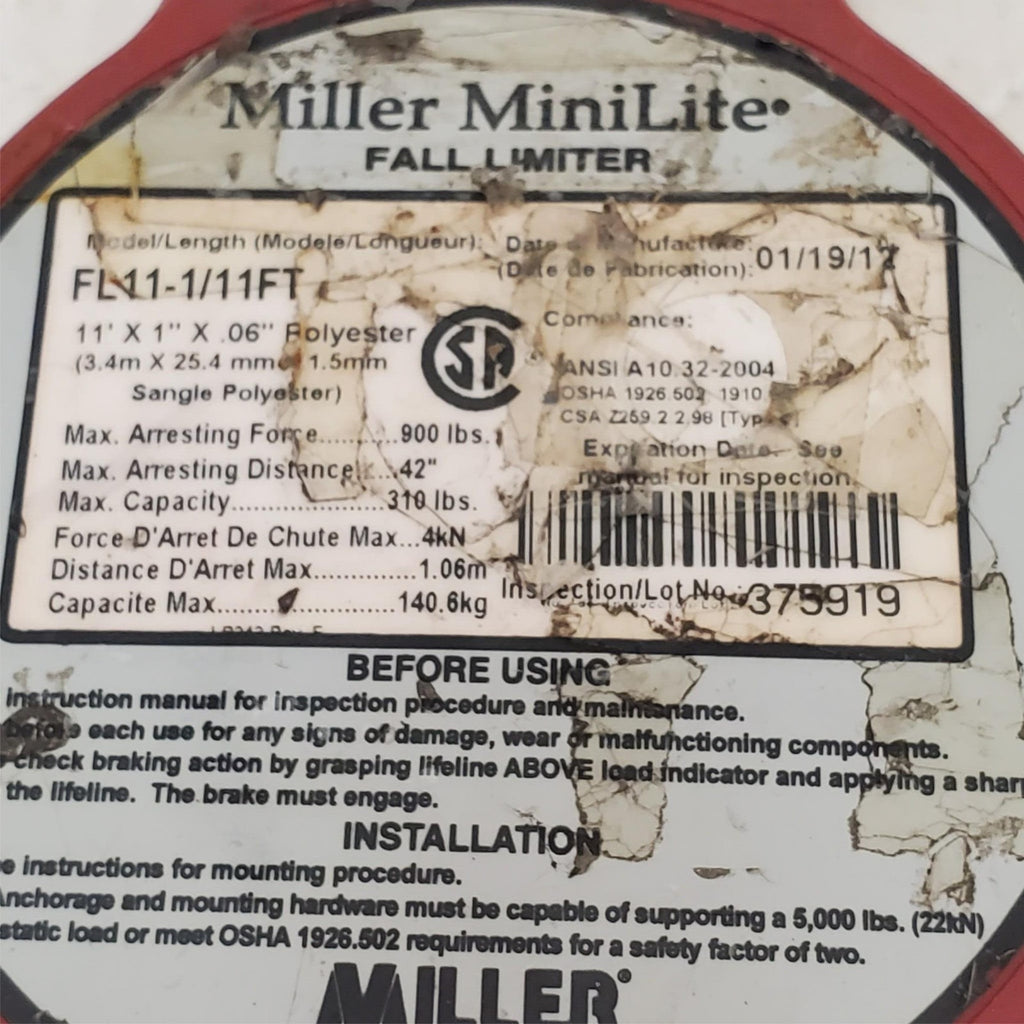 Miller MiniLite®
FALL LIMITER
Model/Length (Modele/Longueur):
FL11-1/11FT
11' X 1" X .06" Polyester
(3.4m X 25.4 mm 1.5mm
Sangle Polyester)
Max. Arresting Force...........900 lbs.
Max. Arresting Distance.....42"
Max. Capacity......................310 lbs.
Force D'Arret De Chute Max...4kN
Distance D'Arret Max..............1.06m
Capacite Max.........................140.6kg
Date Manufacture:
(Date de Fabrication): 01/19/12
CSA
Compliance:
ANSI A10.32-2004
OSHA 1926.502 1910
CSA Z259.2.2.98 [Type
Expiration Date- See
manual for inspection
Inspection/Lot No.: 375919
BEFORE USING
instruction manual for inspection procedure and maintenance.
before each use for any signs of damage, wear or malfunctioning components.
check braking action by grasping lifeline ABOVE load indicator and applying a sharp
the lifeline. The brake must engage.
INSTALLATION
instructions for mounting procedure.
Anchorage and mounting hardware must be capable of supporting a 5,000 lbs. (22kN)
static load or meet OSHA 1926.502 requirements for a safety factor of two.
MILLER®